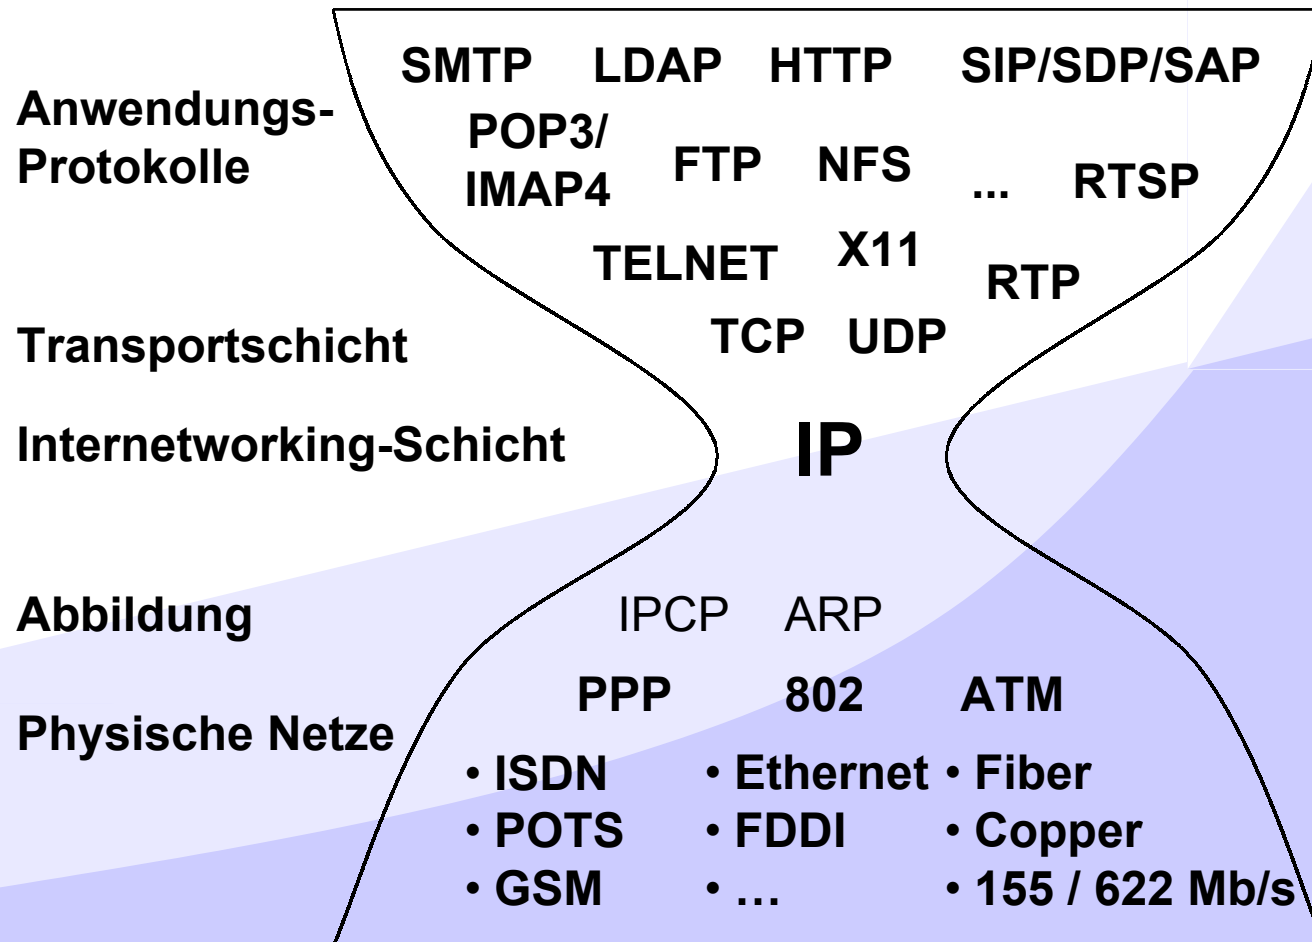 SMTP LDAP HTTP SIP/SDP/SAP
Anwendungs-
Protokolle
POP3/
IMAP4
FTP NFS ... RTSP
TELNET X11 RTP
Transportschicht
TCP UDP
Internetworking-Schicht
IP
Abbildung
IPCP ARP
Physische Netze
PPP 802 ATM
• ISDN • Ethernet • Fiber
• POTS • FDDI • Copper
• GSM • … • 155 / 622 Mb/s